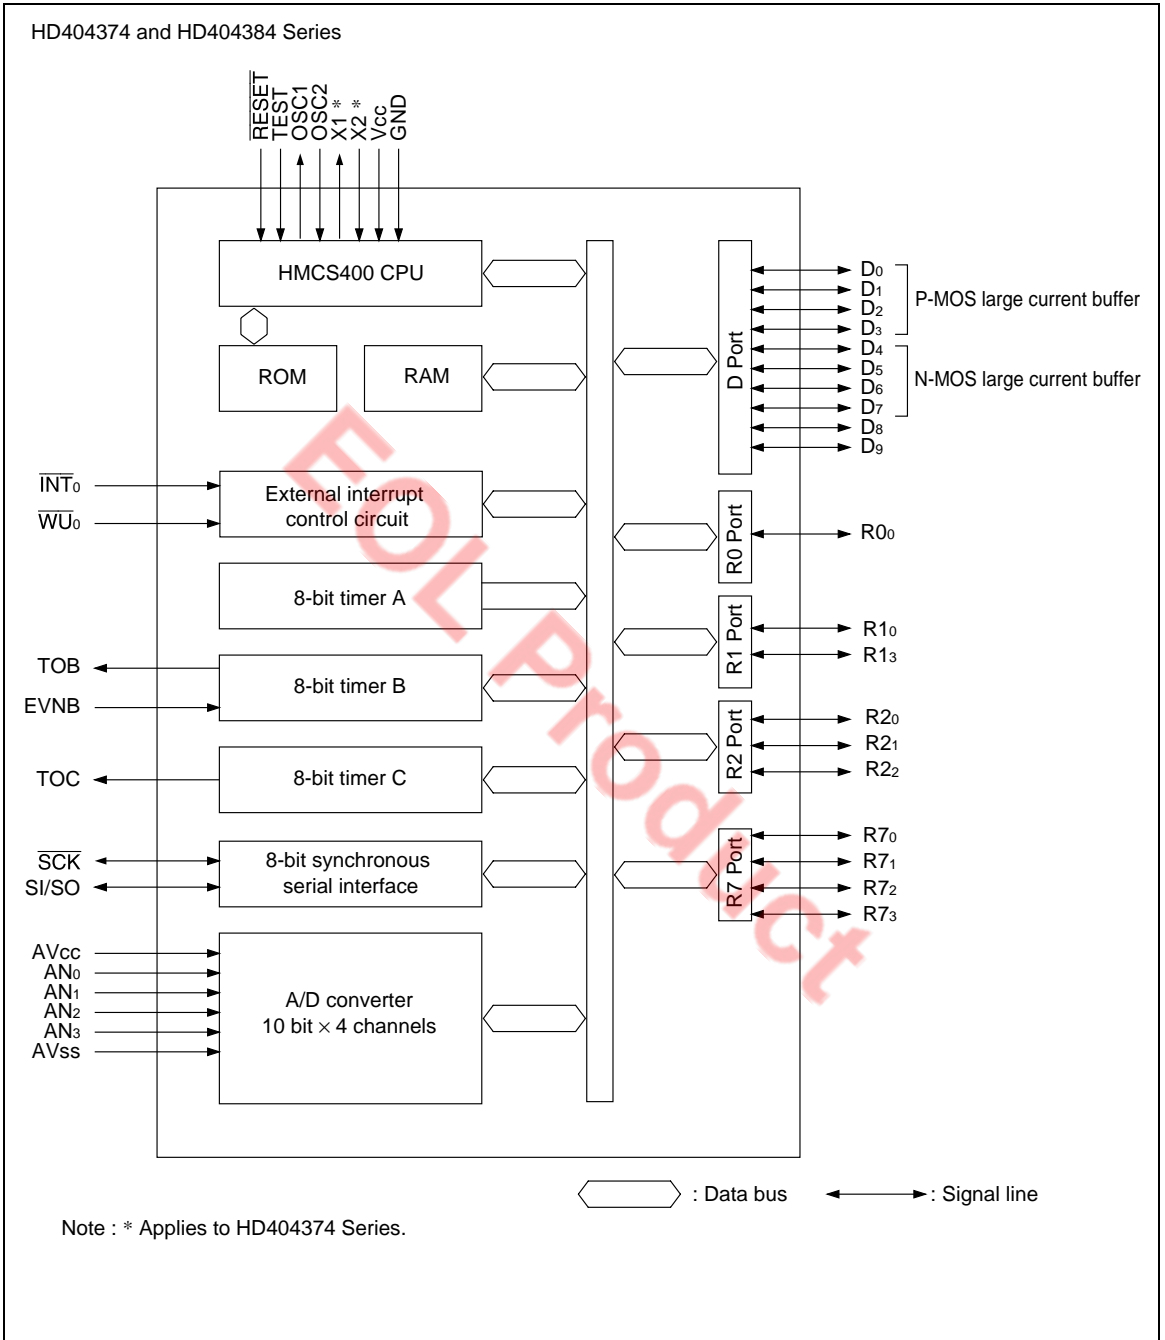 HD404374 and HD404384 Series
RESET
TEST
OSC1
OSC2
X1 *
X2 *
Vcc
GND
HMCS400 CPU
ROM
RAM
D Port
D0
D1
D2
D3
D4
D5
D6
D7
D8
D9
P-MOS large current buffer
N-MOS large current buffer
INT0
WU0
External interrupt
control circuit
R0 Port
R00
8-bit timer A
R1 Port
R10
R13
TOB
EVNB
8-bit timer B
R2 Port
R20
R21
R22
TOC
8-bit timer C
SCK
SI/SO
8-bit synchronous
serial interface
R7 Port
R70
R71
R72
R73
AVcc
AN0
AN1
AN2
AN3
AVss
A/D converter
10 bit × 4 channels
EOL Product
: Data bus
: Signal line
Note : * Applies to HD404374 Series.